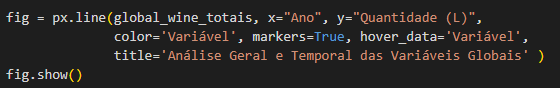 fig = px.line(global_wine_totais, x="Ano", y="Quantidade (L)",
color='Variável', markers=True, hover_data='Variável',
title='Análise Geral e Temporal das Variáveis Globais' )
fig.show()